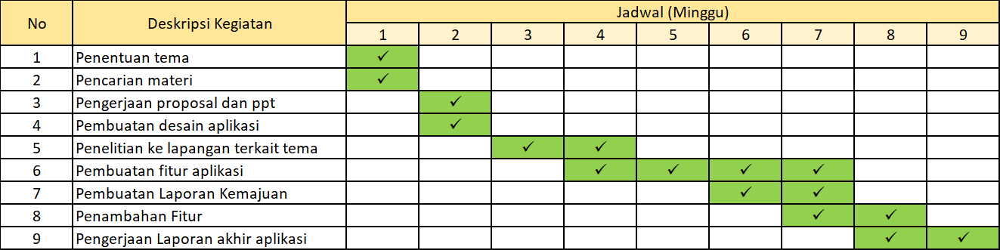 No Deskripsi Kegiatan Jadwal (Minggu)
1 2 3 4 5 6 7 8 9
1 Penentuan tema ✓
2 Pencarian materi ✓
3 Pengerjaan proposal dan ppt ✓
4 Pembuatan desain aplikasi ✓
5 Penelitian ke lapangan terkait tema ✓ ✓
6 Pembuatan fitur aplikasi ✓ ✓ ✓ ✓
7 Pembuatan Laporan Kemajuan ✓ ✓
8 Penambahan Fitur ✓ ✓
9 Pengerjaan Laporan akhir aplikasi ✓ ✓